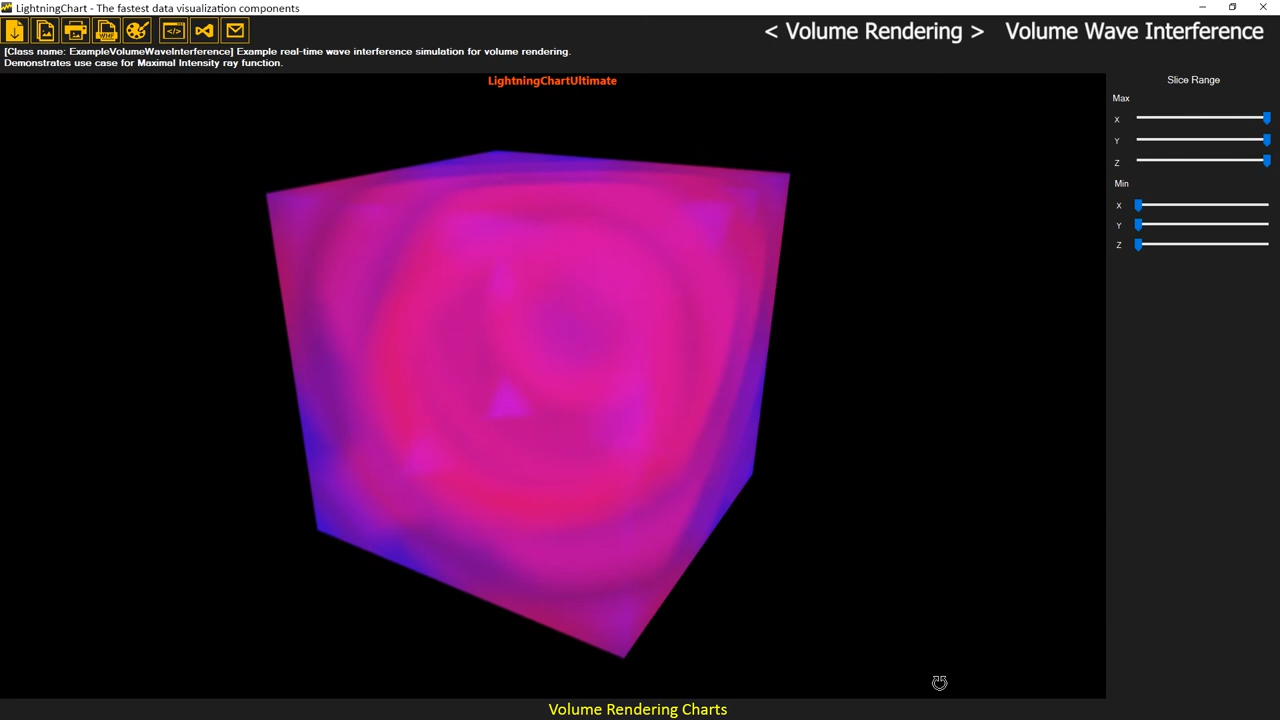 LightningChart - The fastest data visualization components
WMF
</>
< Volume Rendering > Volume Wave Interference
[Class name: ExampleVolumeWaveInterference] Example real-time wave interference simulation for volume rendering.
Demonstrates use case for Maximal Intensity ray function.
LightningChartUltimate
Slice Range
Max
X
Y
Z
Min
X
Y
Z
Volume Rendering Charts